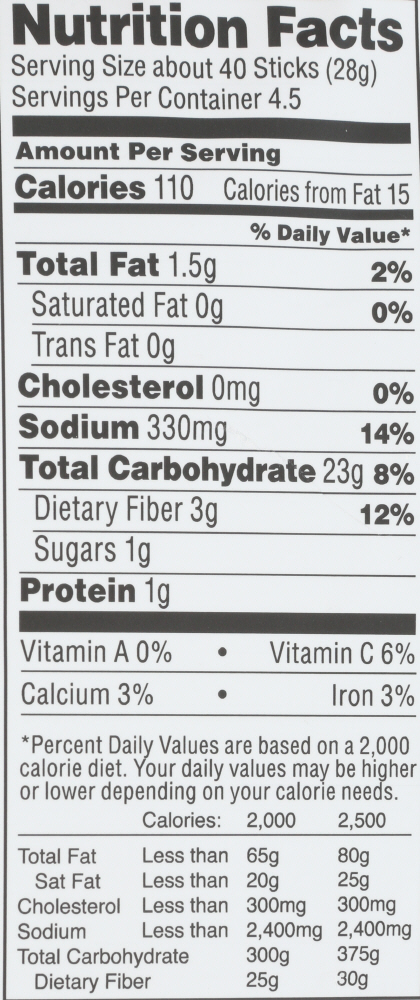 Nutrition Facts
Serving Size about 40 Sticks (28g)
Servings Per Container 4.5
Amount Per Serving
Calories 110 Calories from Fat 15
% Daily Value*
Total Fat 1.5g 2%
Saturated Fat 0g 0%
Trans Fat 0g
Cholesterol 0mg 0%
Sodium 330mg 14%
Total Carbohydrate 23g 8%
Dietary Fiber 3g 12%
Sugars 1g
Protein 1g
Vitamin A 0% • Vitamin C 6%
Calcium 3% • Iron 3%
*Percent Daily Values are based on a 2,000
calorie diet. Your daily values may be higher
or lower depending on your calorie needs.
Calories: 2,000 2,500
Total Fat Less than 65g 80g
Sat Fat Less than 20g 25g
Cholesterol Less than 300mg 300mg
Sodium Less than 2,400mg 2,400mg
Total Carbohydrate 300g 375g
Dietary Fiber 25g 30g